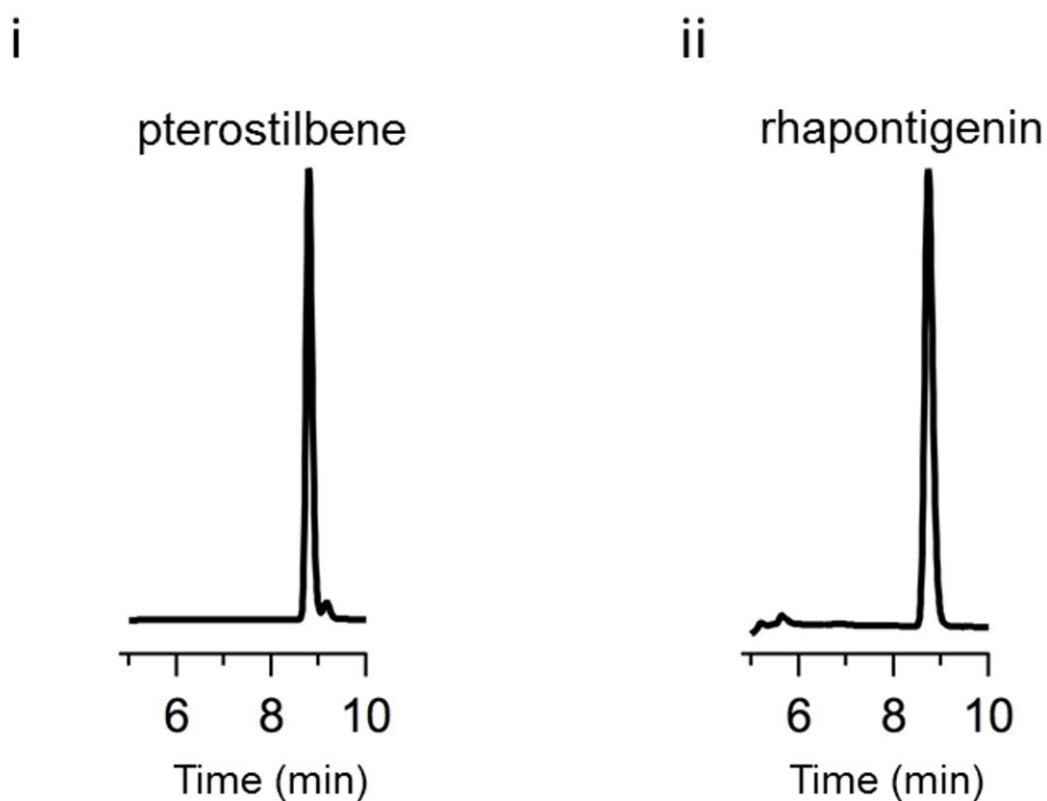 i
pterostilbene
6 8 10
Time (min)
ii
rhapontigenin
6 8 10
Time (min)